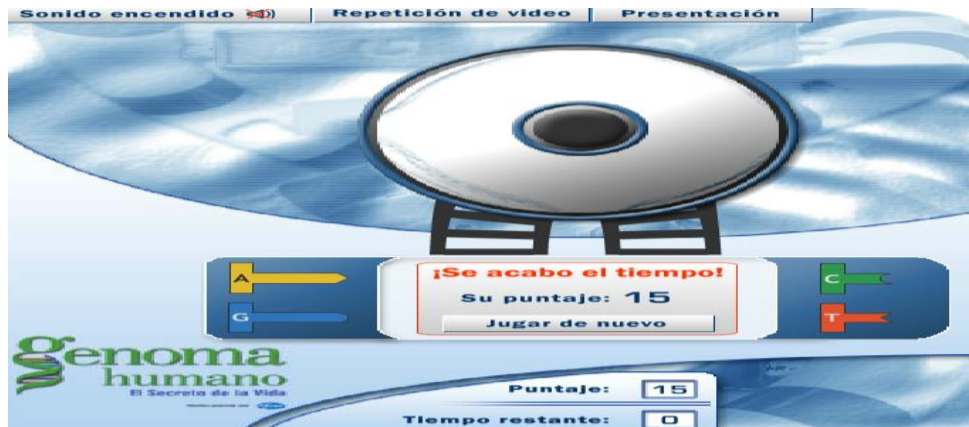 Sonido encendido
Repetición de video
Presentación
A
¡Se acabo el tiempo!
C
Su puntaje: 15
G
Jugar de nuevo
T
genoma
humano
El Secreto de la Vida
Puntaje: 15
Tiempo restante: 0